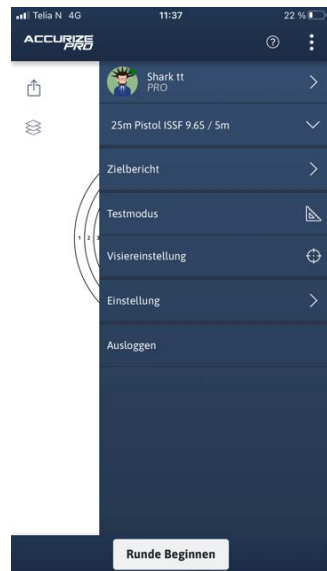 Telia N 4G 11:37 22 %
ACCURIZE
PRO
Shark tt
PRO
25m Pistol ISSF 9.65 / 5m
Zielbericht
Testmodus
1 2 3
Visiereinstellung
Einstellung
Ausloggen
Runde Beginnen